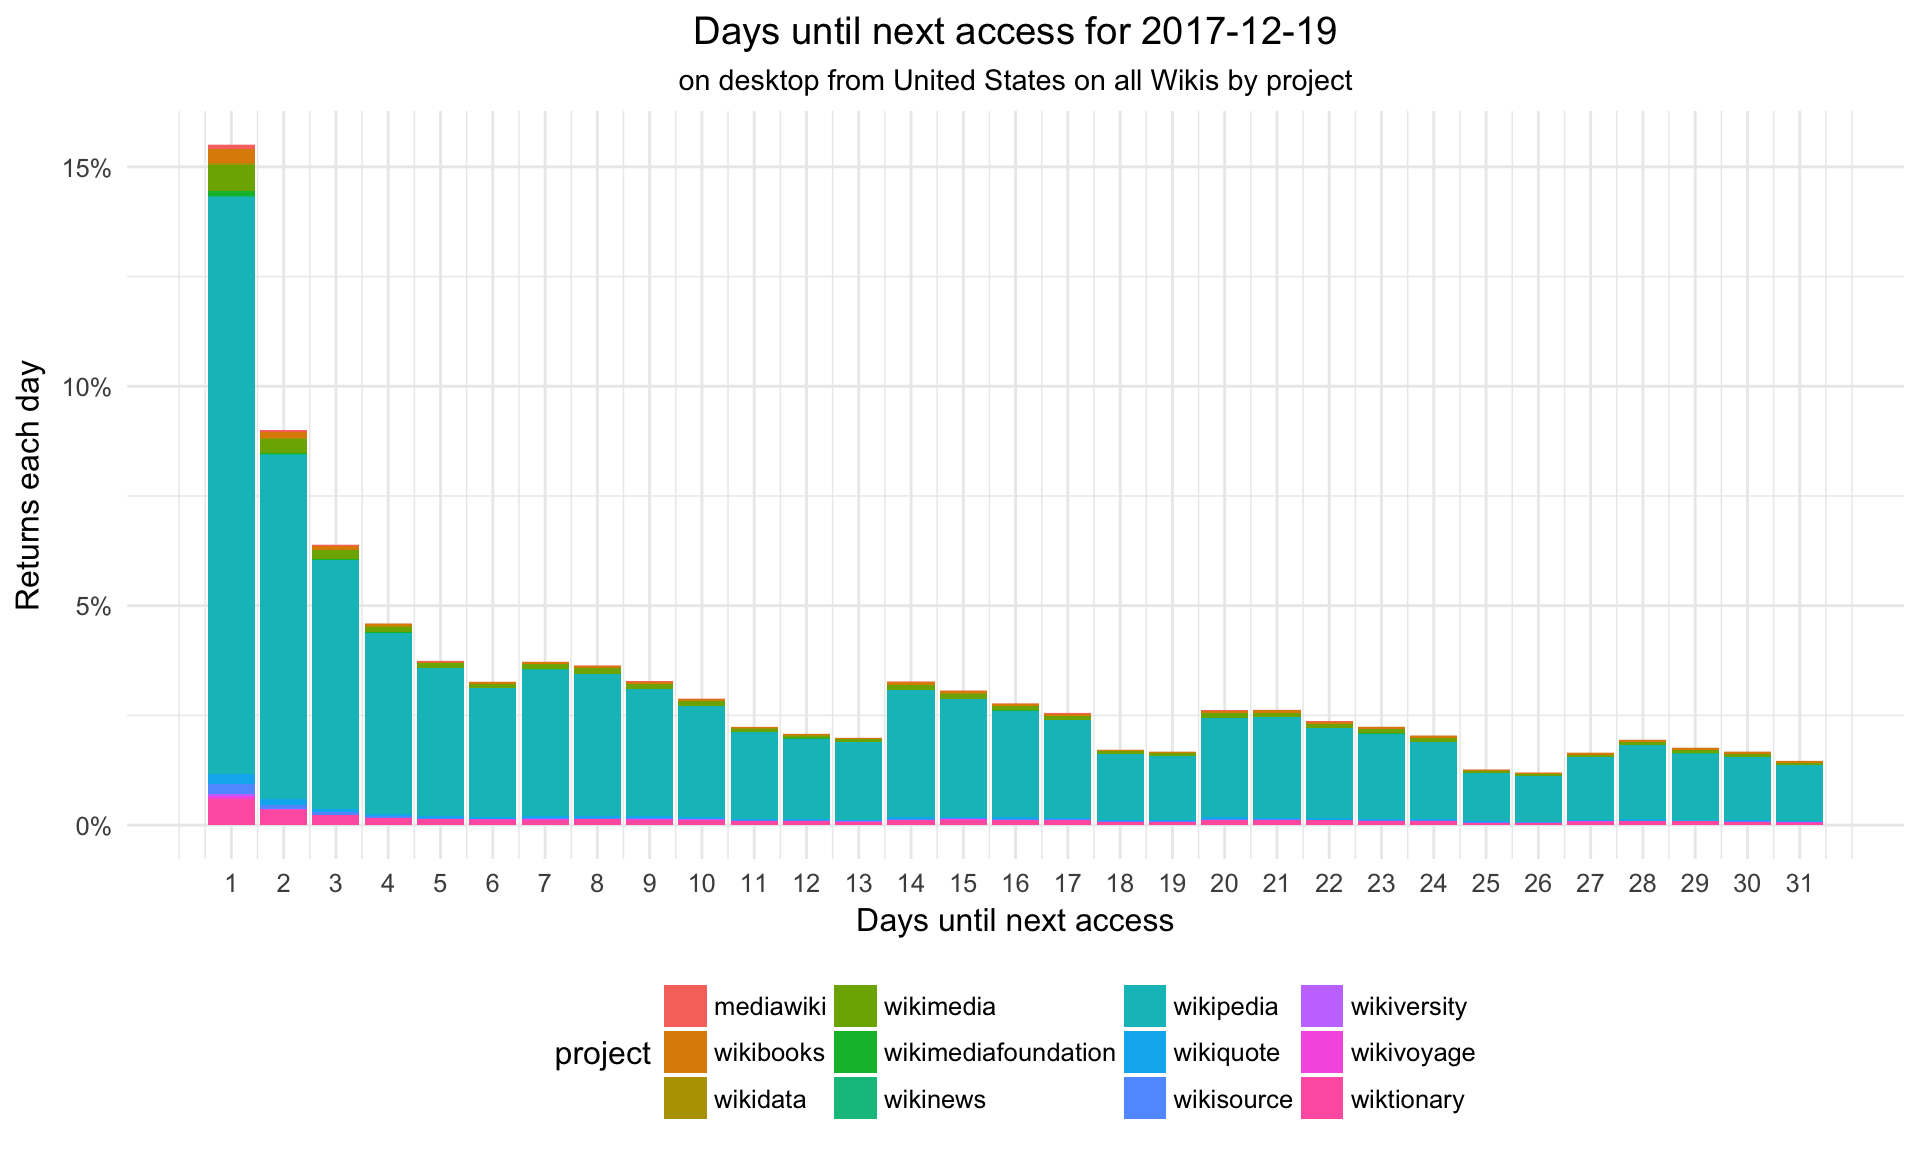 Days until next access for 2017-12-19
on desktop from United States on all Wikis by project
Returns each day
15%
10%
5%
0%
1 2 3 4 5 6 7 8 9 10 11 12 13 14 15 16 17 18 19 20 21 22 23 24 25 26 27 28 29 30 31
Days until next access
project
mediawiki wikimedia wikipedia wikiversity
wikibooks wikimediafoundation wikiquote wikivoyage
wikidata wikinews wikisource wiktionary